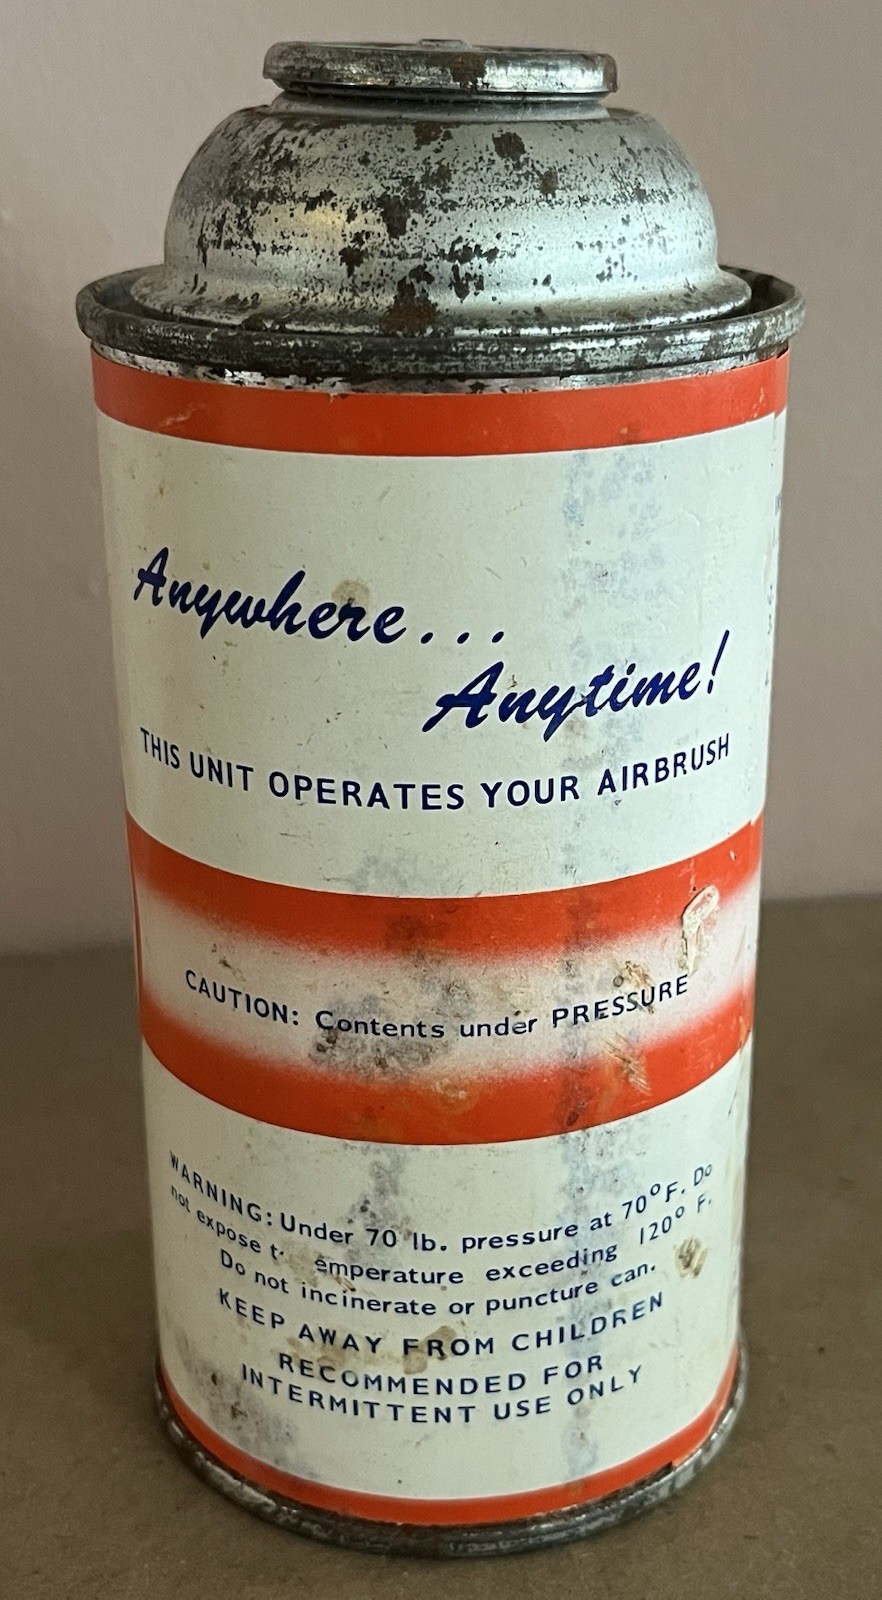 Anywhere...
Anytime!
THIS UNIT OPERATES YOUR AIRBRUSH
CAUTION: Contents under PRESSURE
WARNING: Under 70 lb. pressure at 70° F. Do
not expose t emperature exceeding 120° F.
Do not incinerate or puncture can.
KEEP AWAY FROM CHILDREN
RECOMMENDED FOR
INTERMITTENT USE ONLY